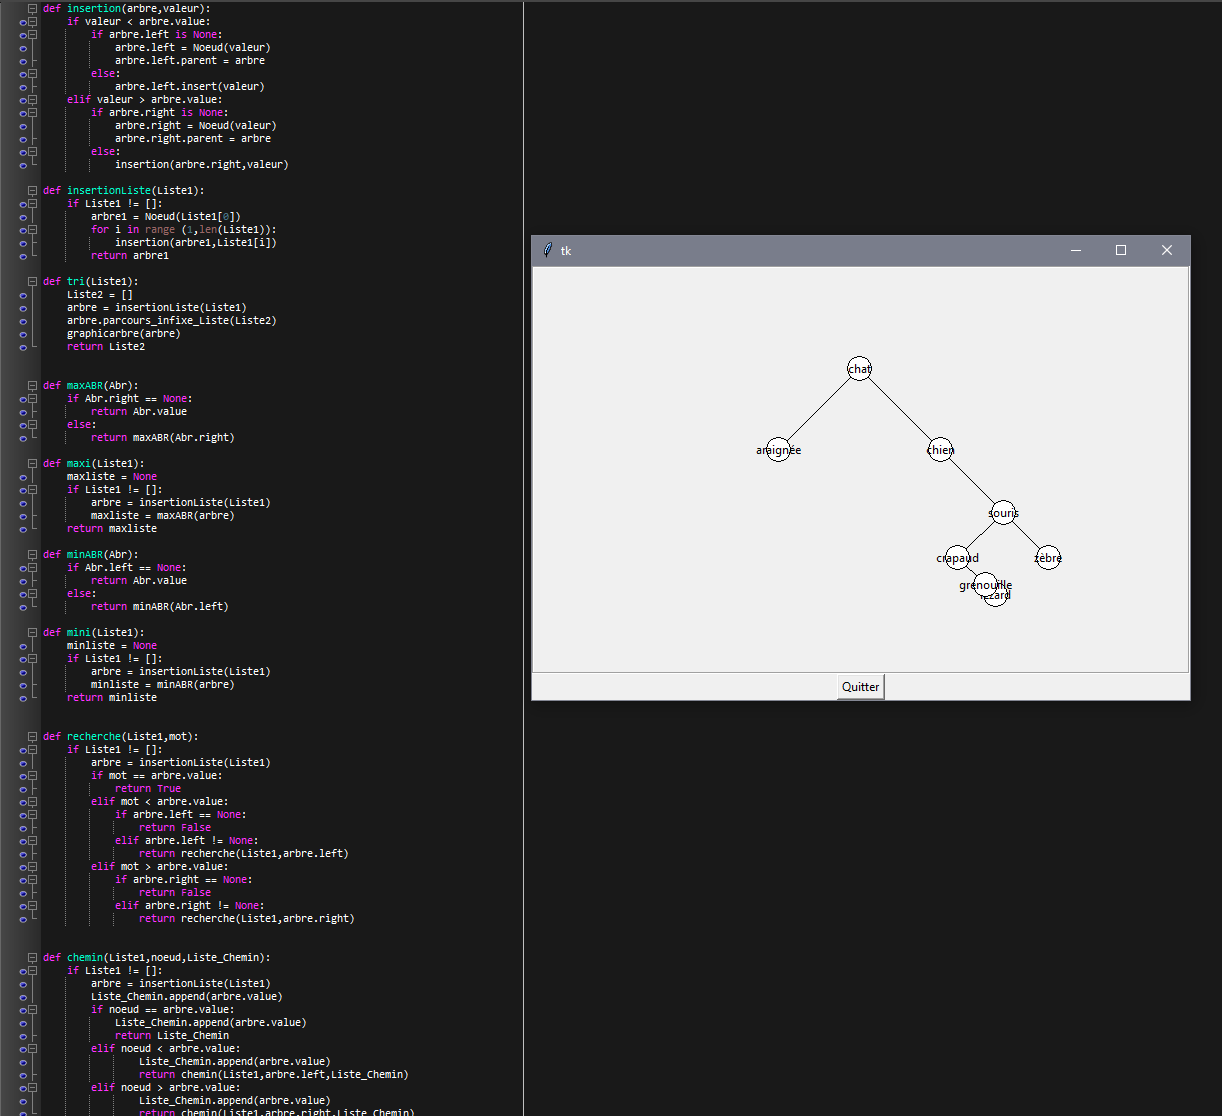 def insertion(arbre,valeur):
    if valeur < arbre.value:
        if arbre.left is None:
            arbre.left = Noeud(valeur)
            arbre.left.parent = arbre
        else:
            arbre.left.insert(valeur)
    elif valeur > arbre.value:
        if arbre.right is None:
            arbre.right = Noeud(valeur)
            arbre.right.parent = arbre
        else:
            insertion(arbre.right,valeur)
def insertionListe(Liste1):
    if Liste1 != []:
        arbre1 = Noeud(Liste1[0])
        for i in range (1,len(Liste1)):
            insertion(arbre1,Liste1[i])
        return arbre1
def tri(Liste1):
    Liste2 = []
    arbre = insertionListe(Liste1)
    arbre.parcours_infixe_Liste(Liste2)
    graphicarbre(arbre)
    return Liste2
def maxABR(Abr):
    if Abr.right == None:
        return Abr.value
    else:
        return maxABR(Abr.right)
def maxi(Liste1):
    maxliste = None
    if Liste1 != []:
        arbre = insertionListe(Liste1)
        maxliste = maxABR(arbre)
    return maxliste
def minABR(Abr):
    if Abr.left == None:
        return Abr.value
    else:
        return minABR(Abr.left)
def mini(Liste1):
    minliste = None
    if Liste1 != []:
        arbre = insertionListe(Liste1)
        minliste = minABR(arbre)
    return minliste
def recherche(Liste1,mot):
    if Liste1 != []:
        arbre = insertionListe(Liste1)
        if mot == arbre.value:
            return True
        elif mot < arbre.value:
            if arbre.left == None:
                return False
            elif arbre.left != None:
                return recherche(Liste1,arbre.left)
        elif mot > arbre.value:
            if arbre.right == None:
                return False
            elif arbre.right != None:
                return recherche(Liste1,arbre.right)
def chemin(Liste1,noeud,Liste_Chemin):
    if Liste1 != []:
        arbre = insertionListe(Liste1)
        Liste_Chemin.append(arbre.value)
        if noeud == arbre.value:
            Liste_Chemin.append(arbre.value)
            return Liste_Chemin
        elif noeud < arbre.value:
                Liste_Chemin.append(arbre.value)
                return chemin(Liste1,arbre.left,Liste_Chemin)
        elif noeud > arbre.value:
                Liste_Chemin.append(arbre.value)
                return chemin(Liste1,arbre.right,Liste_Chemin)
tk
chat
araignée
chien
souris
crapaud
zèbre
grenouille
Quitter